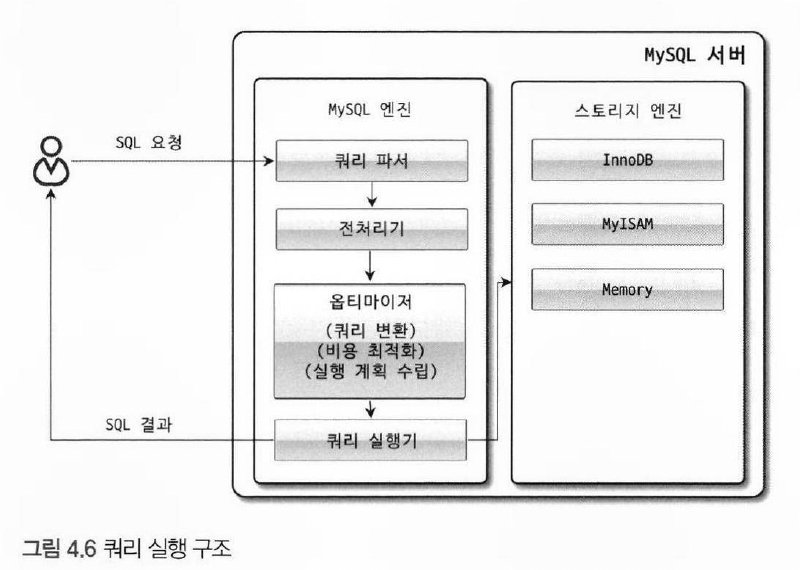 MySQL 서버
MySQL 엔진
스토리지 엔진
SQL 요청
쿼리 파서
InnoDB
전처리기
MyISAM
옵티마이저
(쿼리 변환)
(비용 최적화)
(실행 계획 수립)
Memory
SQL 결과
쿼리 실행기
그림 4.6 쿼리 실행 구조